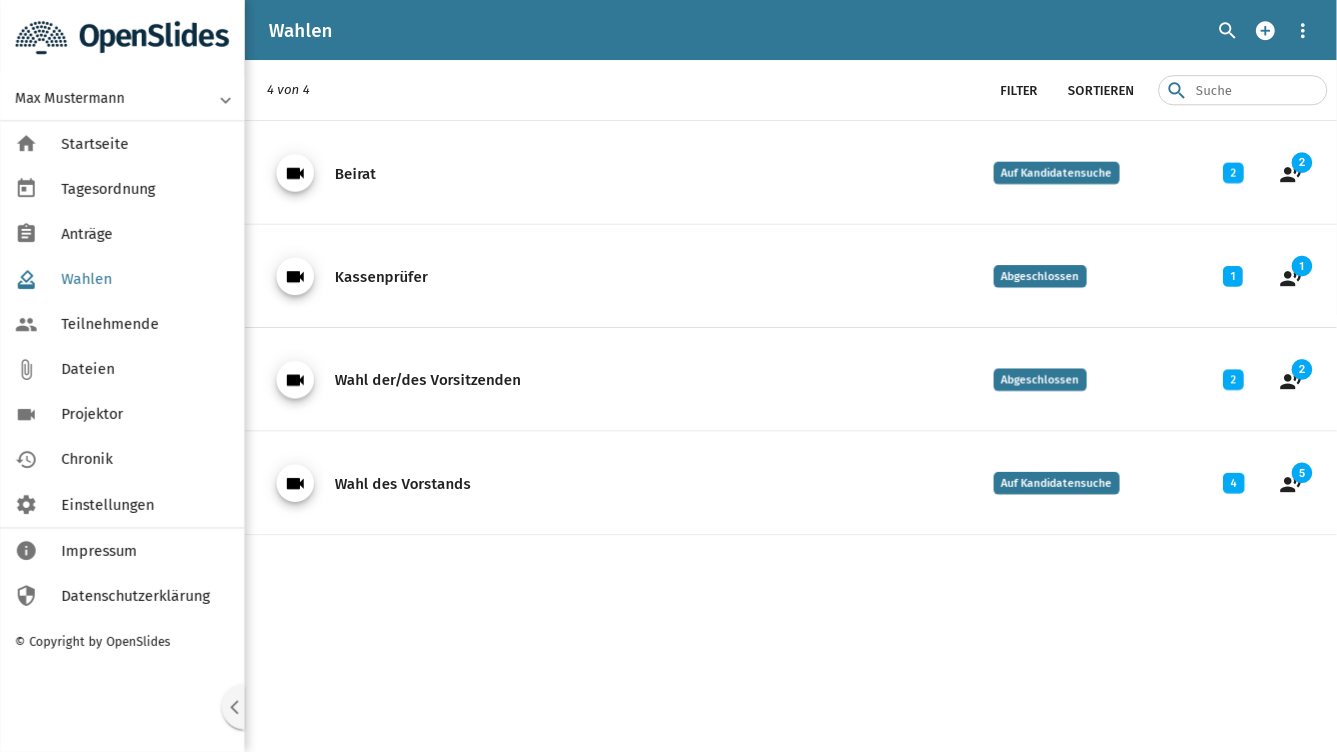 OpenSlides
Max Mustermann
Startseite
Tagesordnung
Anträge
Wahlen
Teilnehmende
Dateien
Projektor
Chronik
Einstellungen
Impressum
Datenschutzerklärung
© Copyright by OpenSlides
Wahlen
4 von 4 FILTER SORTIEREN Suche
Beirat Auf Kandidatensuche 2 2
Kassenprüfer Abgeschlossen 1 1
Wahl der/des Vorsitzenden Abgeschlossen 2 2
Wahl des Vorstands Auf Kandidatensuche 4 5